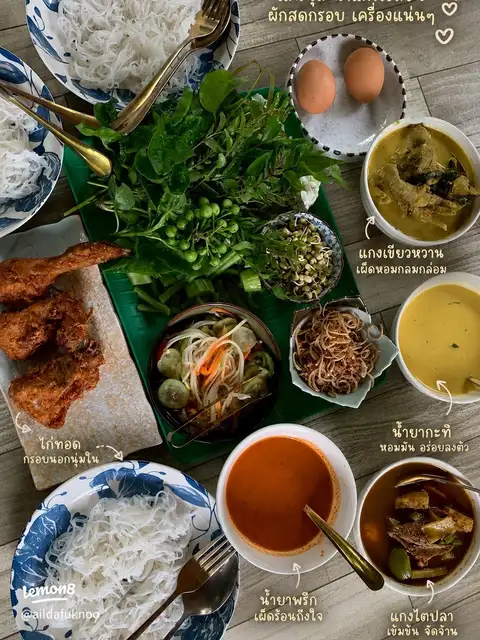 ผักสดกรอบ เครื่องแน่นๆ
แกงเขียวหวาน
เผ็ดหอมกลมกล่อม
น้ำยากะทิ
หอมมัน อร่อยลงตัว
ไก่ทอด
กรอบนอกนุ่มใน
น้ำยาพริก
เผ็ดร้อนถึงใจ
แกงไตปลา
เข้มข้น จัดจ้าน
lemon8
@aildafuknoo